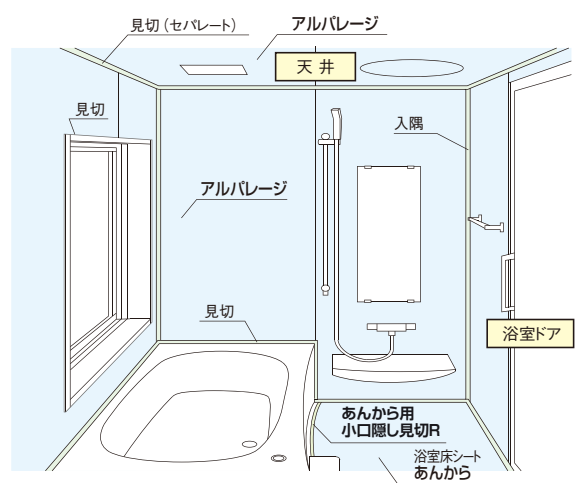 見切（セパレート）
アルパレージ
天井
見切
入隅
アルパレージ
見切
浴室ドア
あんから用
小口隠し見切R
浴室床シート
あんから